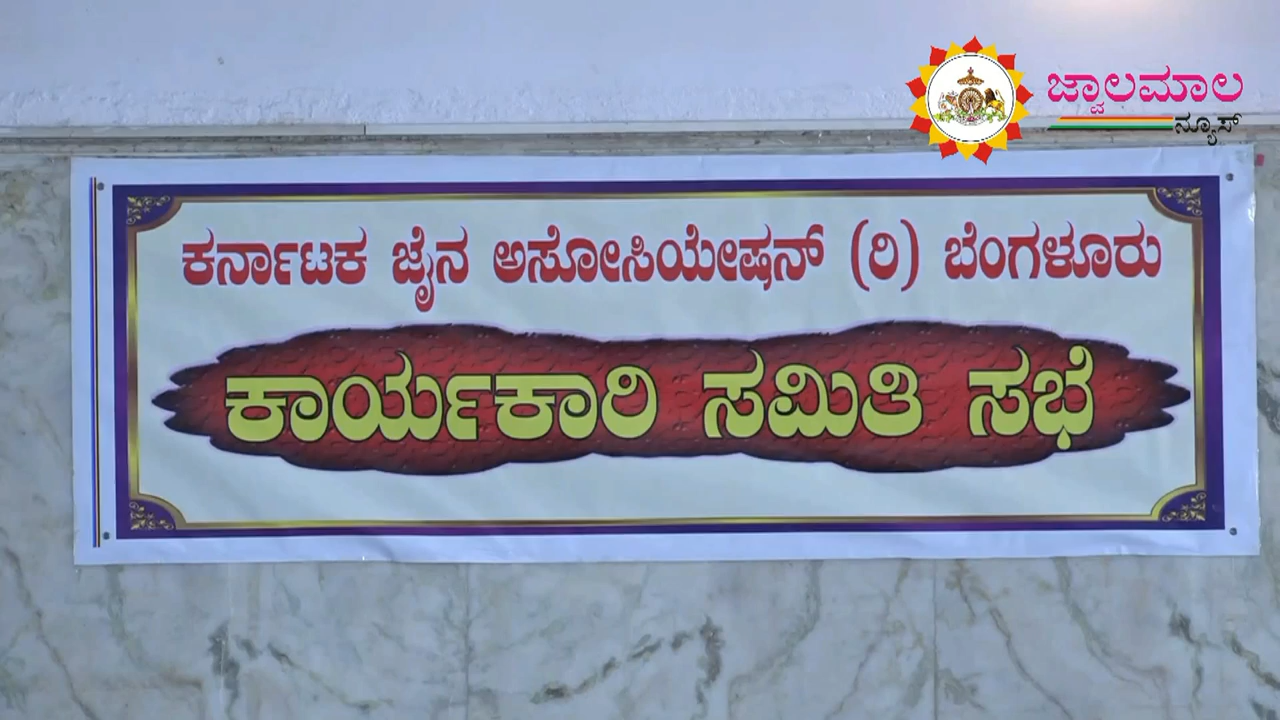 ಜ್ವಾಲಮಾಲ
ನ್ಯೂಸ್
ಕರ್ನಾಟಕ ಜೈನ ಅಸೋಸಿಯೇಷನ್ (ರಿ) ಬೆಂಗಳೂರು
ಕಾರ್ಯಕಾರಿ ಸಮಿತಿ ಸಭೆ